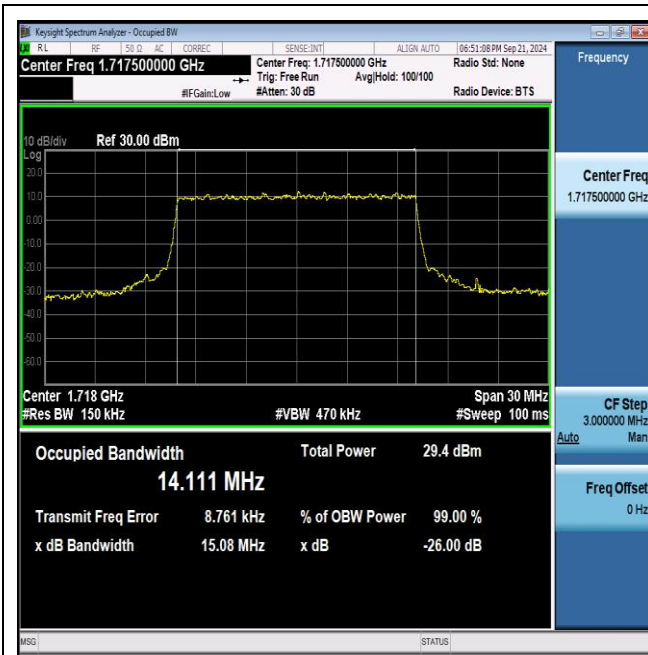 Keysight Spectrum Analyzer - Occupied BW
RL RF 50 Ω AC CORREC SENSE:INT ALIGN AUTO 06:51:08 PM Sep 21, 2024
Center Freq 1.717500000 GHz Center Freq: 1.717500000 GHz Radio Std: None
Trig: Free Run Avg|Hold: 100/100
#IFGain:Low #Atten: 30 dB Radio Device: BTS
10 dB/div Ref 30.00 dBm
Log
20.0
10.0
0.00
-10.0
-20.0
-30.0
-40.0
-50.0
-60.0
Center 1.718 GHz Span 30 MHz
#Res BW 150 kHz #VBW 470 kHz #Sweep 100 ms
Occupied Bandwidth Total Power 29.4 dBm
14.111 MHz
Transmit Freq Error 8.761 kHz % of OBW Power 99.00 %
x dB Bandwidth 15.08 MHz x dB -26.00 dB
MSG STATUS
Frequency
Center Freq
1.717500000 GHz
CF Step
3.000000 MHz
Auto Man
Freq Offset
0 Hz